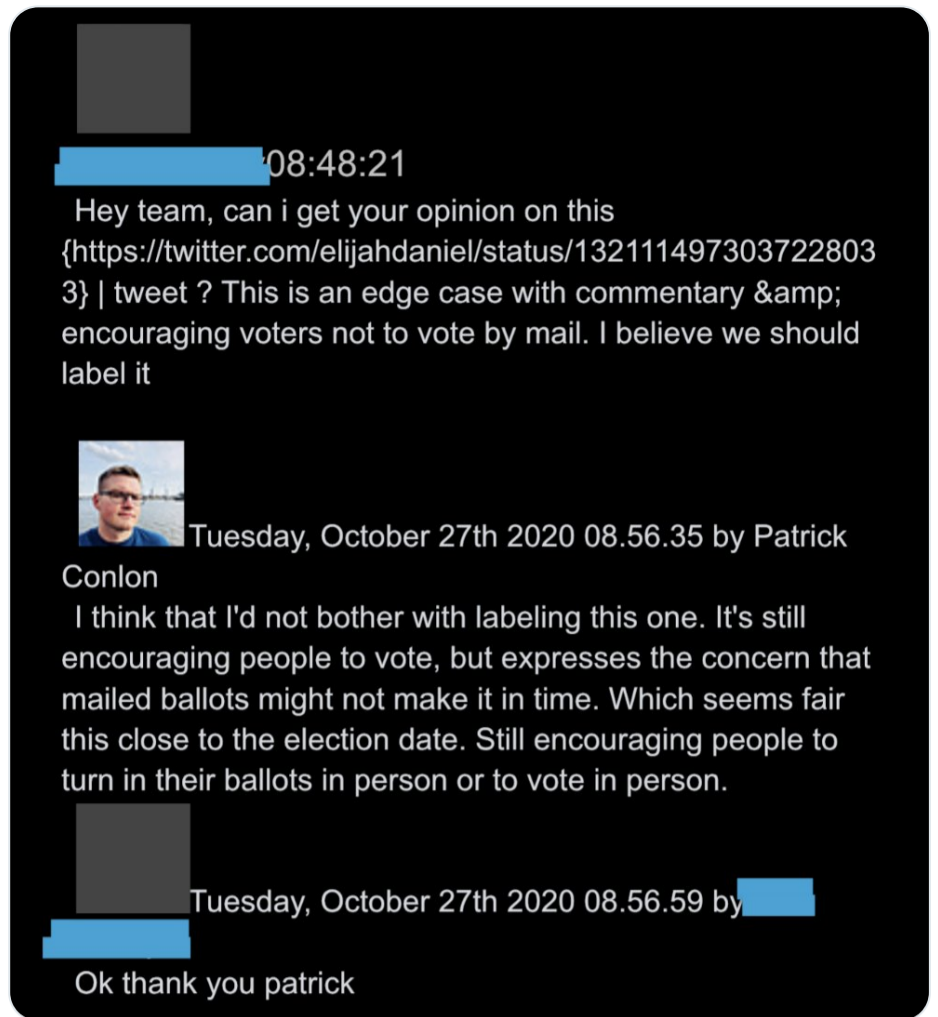 08:48:21
Hey team, can i get your opinion on this
{https://twitter.com/elijahdaniel/status/132111497303722803
3} | tweet ? This is an edge case with commentary &amp;
encouraging voters not to vote by mail. I believe we should
label it
Tuesday, October 27th 2020 08.56.35 by Patrick
Conlon
I think that I'd not bother with labeling this one. It's still
encouraging people to vote, but expresses the concern that
mailed ballots might not make it in time. Which seems fair
this close to the election date. Still encouraging people to
turn in their ballots in person or to vote in person.
Tuesday, October 27th 2020 08.56.59 by
Ok thank you patrick